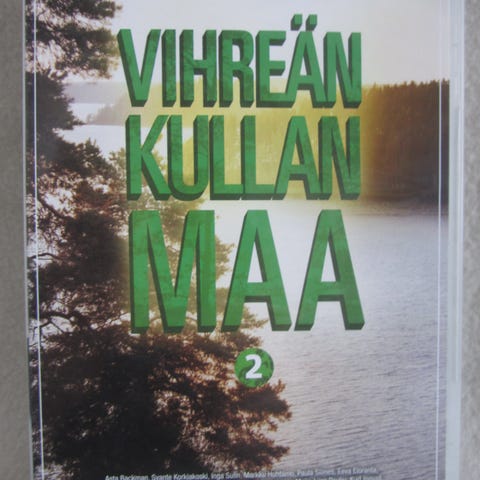 VIHREÄN
KULLAN
MAA
2
Asta Backman, Svante Korkiakoski, Inga Sulin, Markku Huhtamo, Paula Siimes, Eeva Eloranta,